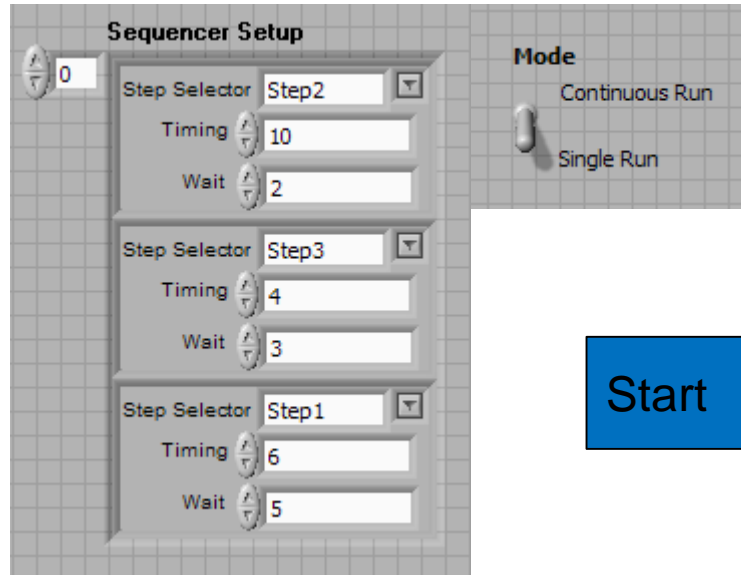 Sequencer Setup
0
Step Selector Step2
Timing 10
Wait 2
Step Selector Step3
Timing 4
Wait 3
Step Selector Step1
Timing 6
Wait 5
Mode
Continuous Run
Single Run
Start